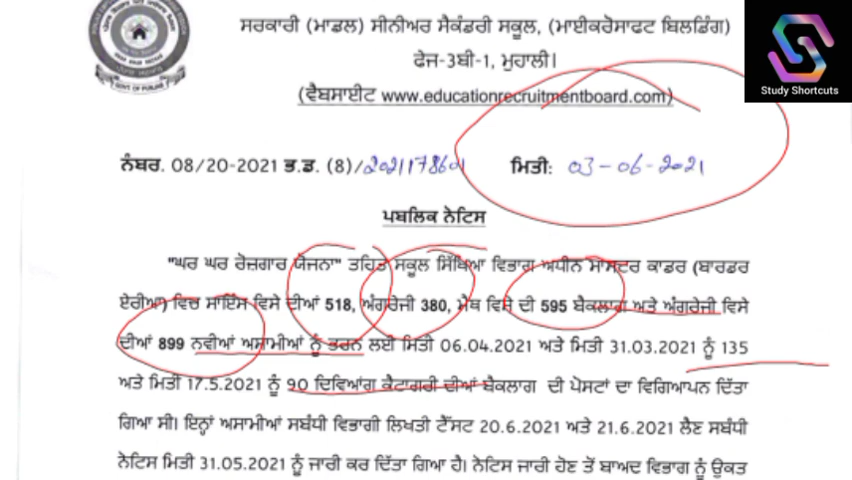 ਸਰਕਾਰੀ (ਮਾਡਲ) ਸੀਨੀਅਰ ਸੈਕੰਡਰੀ ਸਕੂਲ, (ਮਾਈਕਰੋਸਾਫਟ ਬਿਲਡਿੰਗ)
ਫੇਜ-3ਬੀ-1, ਮੁਹਾਲੀ।
(ਵੈਬਸਾਈਟ www.educationrecruitmentboard.com)
Study Shortcuts
GOVT. OF PUNJAB
ਨੰਬਰ. 08/20-2021 ਭ.ਡ. (8)/2021178601 ਮਿਤੀ: 03-06-2021
ਪਬਲਿਕ ਨੋਟਿਸ
"ਘਰ ਘਰ ਰੋਜ਼ਗਾਰ ਯੋਜਨਾ" ਤਹਿਤ ਸਕੂਲ ਸਿੱਖਿਆ ਵਿਭਾਗ ਅਧੀਨ ਮਾਸਟਰ ਕਾਡਰ (ਬਾਰਡਰ
ਏਰੀਆ) ਵਿਚ ਸਾਇੰਸ ਵਿਸੇ ਦੀਆਂ 518, ਅੰਗਰੇਜੀ 380, ਮੈਥ ਵਿਸੇ ਦੀ 595 ਬੈਕਲਾਗ ਅਤੇ ਅੰਗਰੇਜੀ ਵਿਸੇ
ਦੀਆਂ 899 ਨਵੀਆਂ ਅਸਾਮੀਆਂ ਨੂੰ ਭਰਨ ਲਈ ਮਿਤੀ 06.04.2021 ਅਤੇ ਮਿਤੀ 31.03.2021 ਨੂੰ 135
ਅਤੇ ਮਿਤੀ 17.5.2021 ਨੂੰ 90 ਦਿਵਿਆਂਗ ਕੈਟਾਗਰੀ ਦੀਆਂ ਬੈਕਲਾਗ ਦੀ ਪੋਸਟਾਂ ਦਾ ਵਿਗਿਆਪਨ ਦਿੱਤਾ
ਗਿਆ ਸੀ। ਇਨ੍ਹਾਂ ਅਸਾਮੀਆਂ ਸਬੰਧੀ ਵਿਭਾਗੀ ਲਿਖਤੀ ਟੈੱਸਟ 20.6.2021 ਅਤੇ 21.6.2021 ਲੈਣ ਸਬੰਧੀ
ਨੋਟਿਸ ਮਿਤੀ 31.05.2021 ਨੂੰ ਜਾਰੀ ਕਰ ਦਿੱਤਾ ਗਿਆ ਹੈ। ਨੋਟਿਸ ਜਾਰੀ ਹੋਣ ਤੋਂ ਬਾਅਦ ਵਿਭਾਗ ਨੂੰ ਉਕਤ